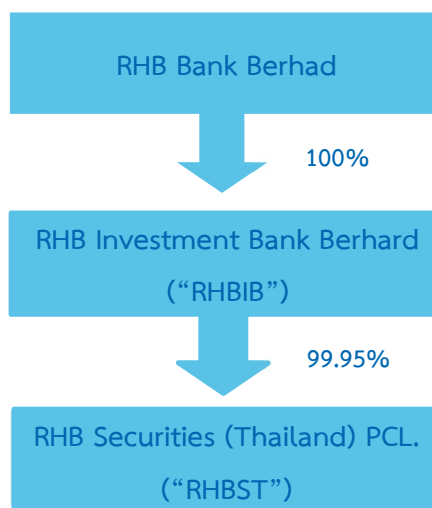 RHB Bank Berhad
100%
RHB Investment Bank Berhard
(“RHBIB”)
99.95%
RHB Securities (Thailand) PCL.
(“RHBST”)